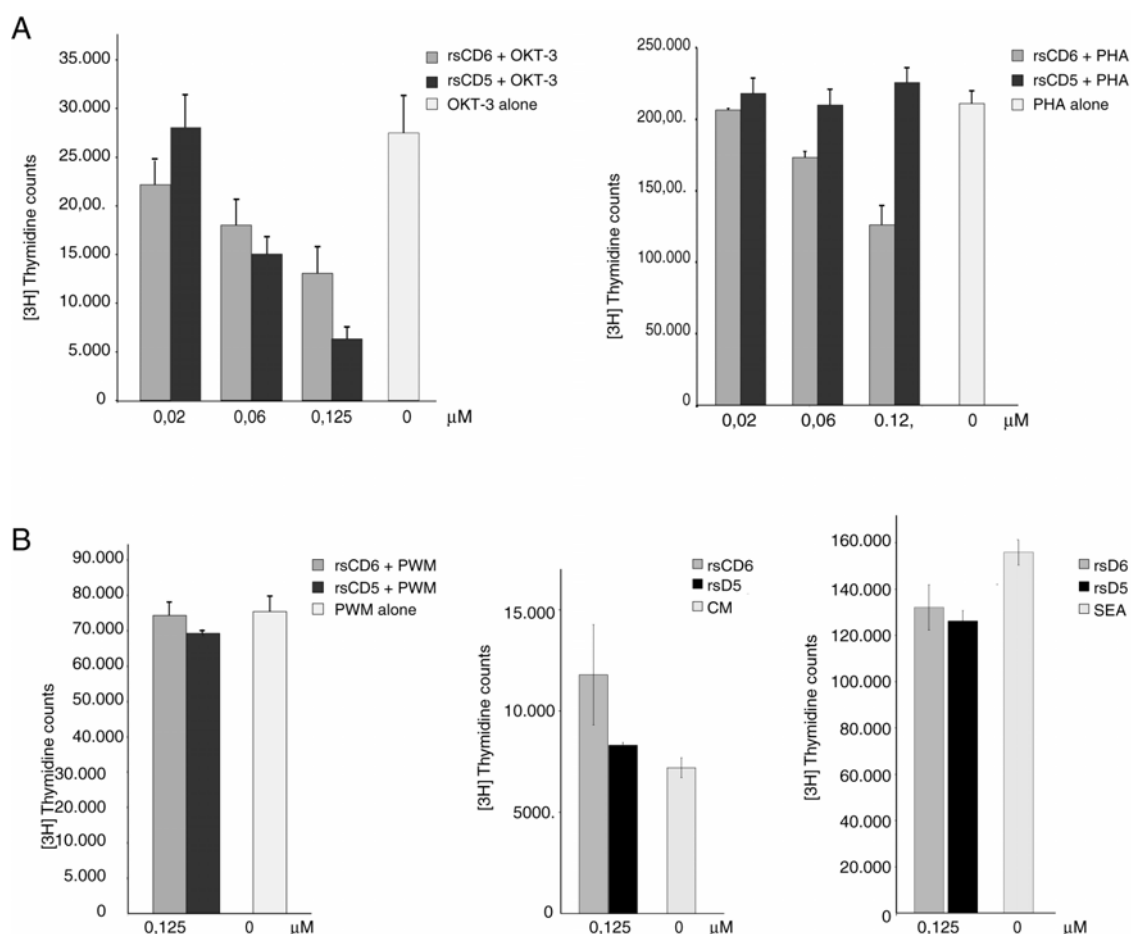 A
[3H] Thymidine counts
35.000
30.000
25.000
20,00.
15.000
10.000
5.000
0
0,02 0,06 0,125 0 μM
rsCD6 + OKT-3
rsCD5 + OKT-3
OKT-3 alone
[3H] Thymidine counts
250.000
200,00.
150,00.
100.000
50.000
0
0,02 0,06 0.12, 0 μM
rsCD6 + PHA
rsCD5 + PHA
PHA alone
B
[3H] Thymidine counts
90.000
80.000
70.000
60.000
50.000
40.000
30.000
20.000
5.000
0
0,125 0 μM
rsCD6 + PWM
rsCD5 + PWM
PWM alone
[3H] Thymidine counts
15.000
10.000
5000.
0
0,125 0 μM
rsCD6
rsD5
CM
[3H] Thymidine counts
160.000
140.000
120.000
100.000
80.000
60.000
40.000
20.000
0
0,125 0 μM
rsD6
rsD5
SEA